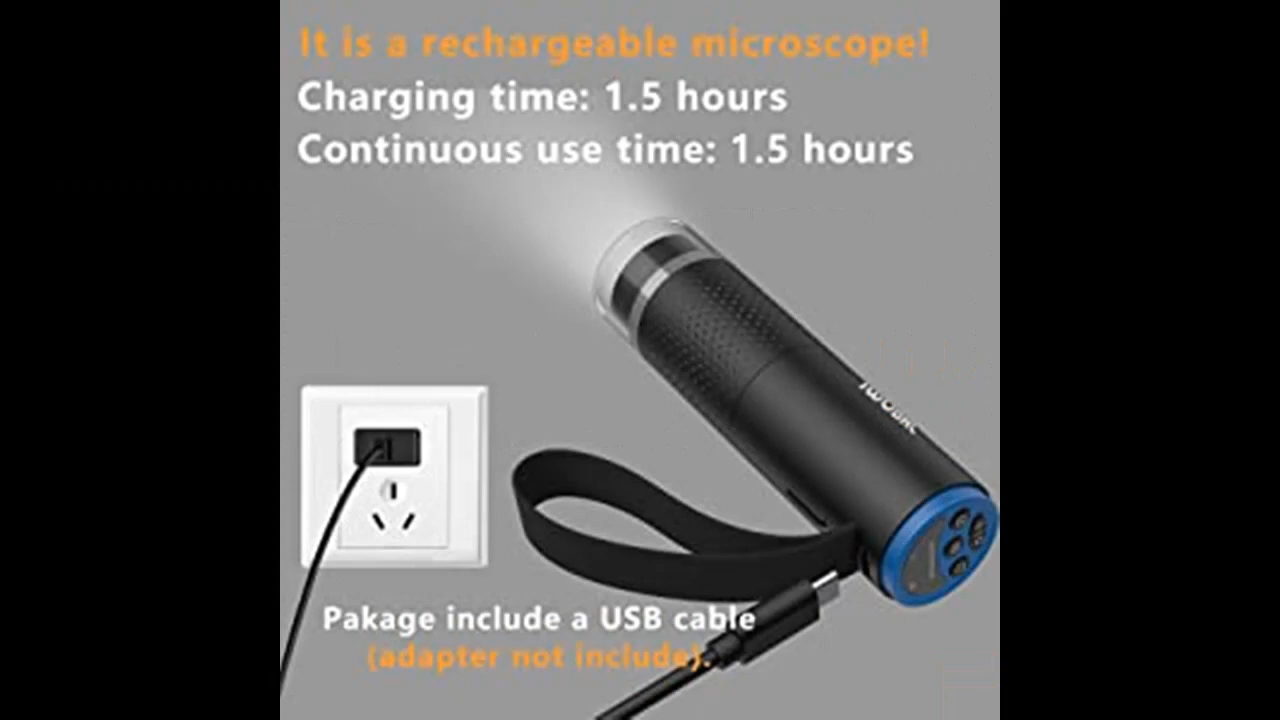 It is a rechargeable microscope!
Charging time: 1.5 hours
Continuous use time: 1.5 hours
Pakage include a USB cable
(adapter not include).